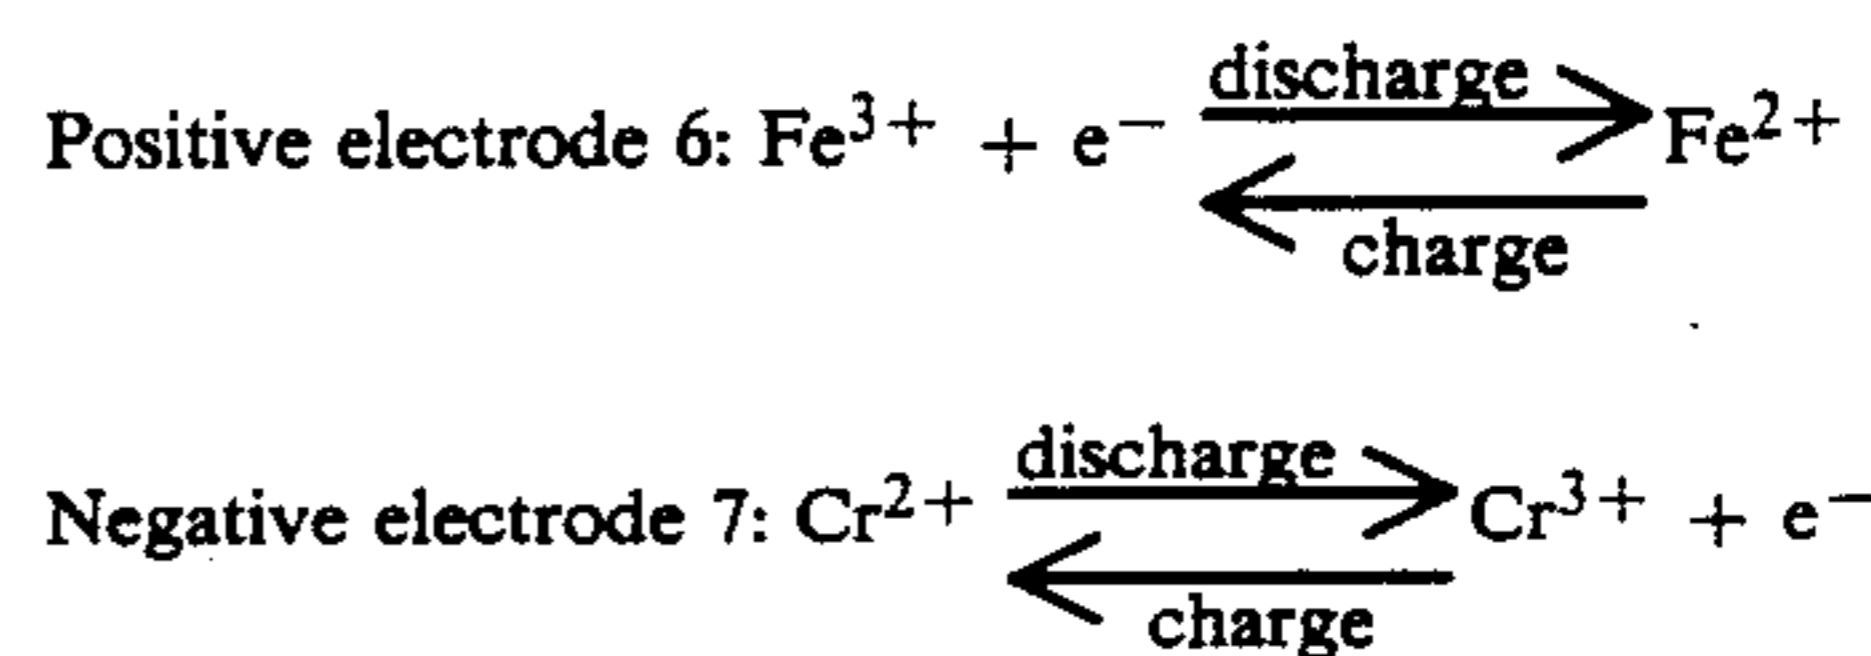 discharge
Positive electrode 6: Fe³⁺ + e⁻ Fe²⁺
charge
discharge
Negative electrode 7: Cr²⁺ Cr³⁺ + e⁻
charge